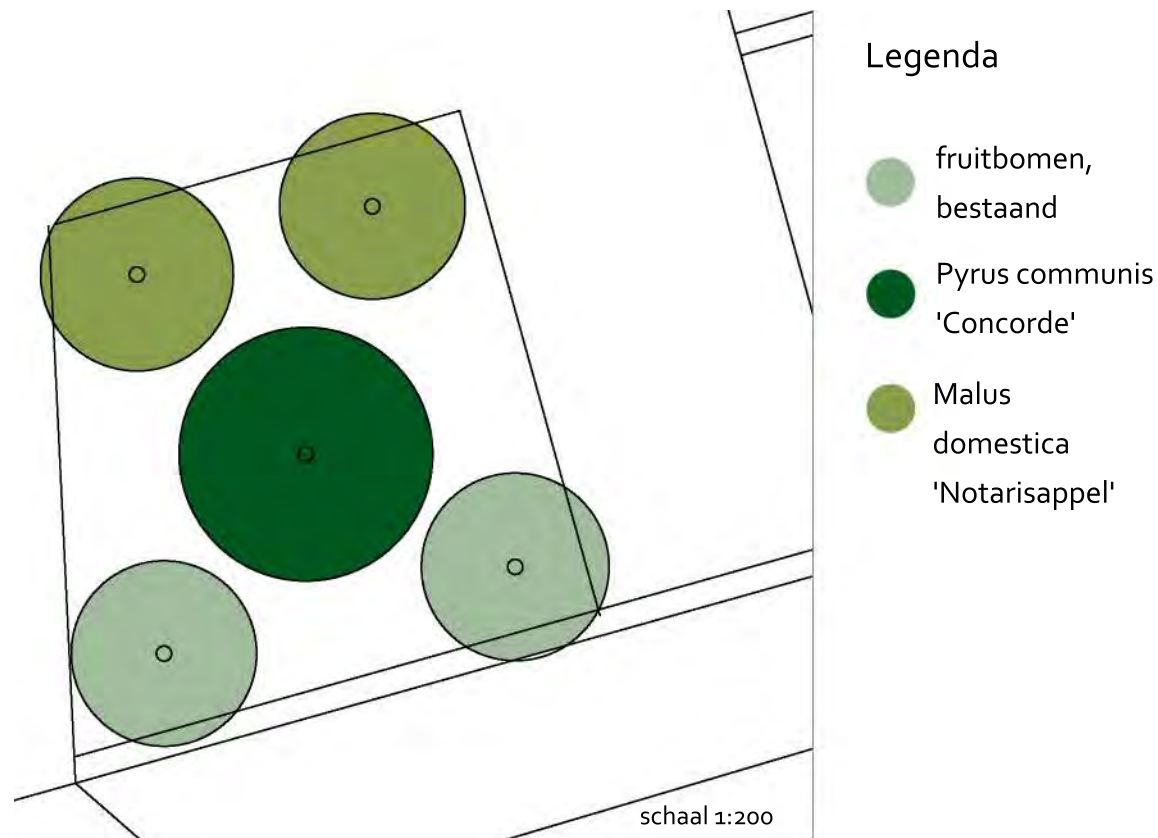 Legenda
fruitbomen,
bestaand
Pyrus communis
'Concorde'
Malus
domestica
'Notarisappel'
schaal 1:200